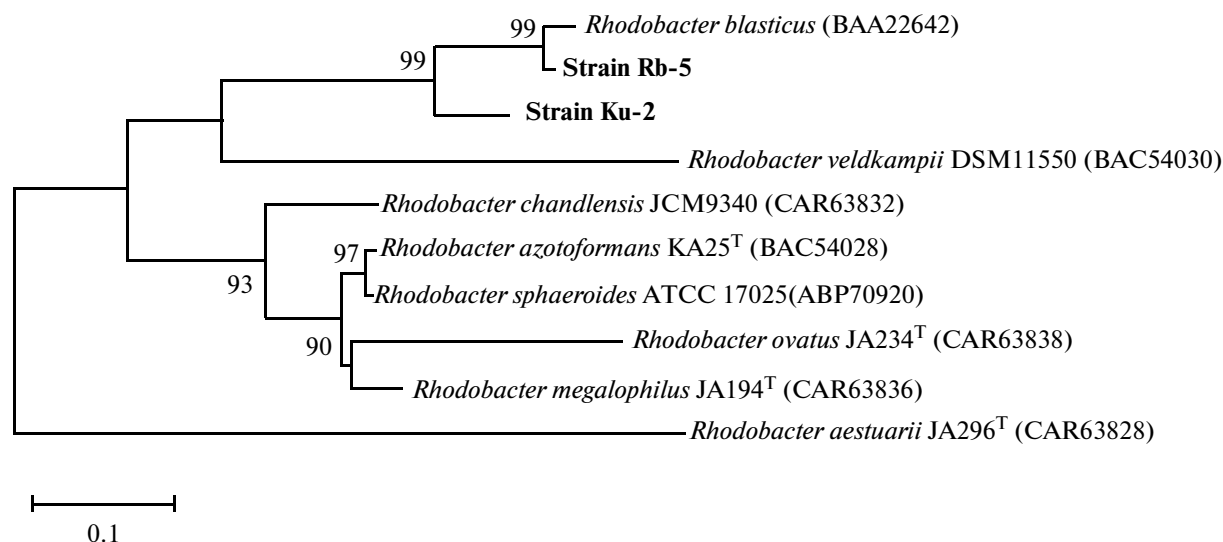 99
Rhodobacter blasticus (BAA22642)
99
Strain Rb-5
Strain Ku-2
Rhodobacter veldkampii DSM11550 (BAC54030)
Rhodobacter chandlensis JCM9340 (CAR63832)
97
Rhodobacter azotoformans KA25ᵀ (BAC54028)
93
Rhodobacter sphaeroides ATCC 17025(ABP70920)
90
Rhodobacter ovatus JA234ᵀ (CAR63838)
Rhodobacter megalophilus JA194ᵀ (CAR63836)
Rhodobacter aestuarii JA296ᵀ (CAR63828)
0.1